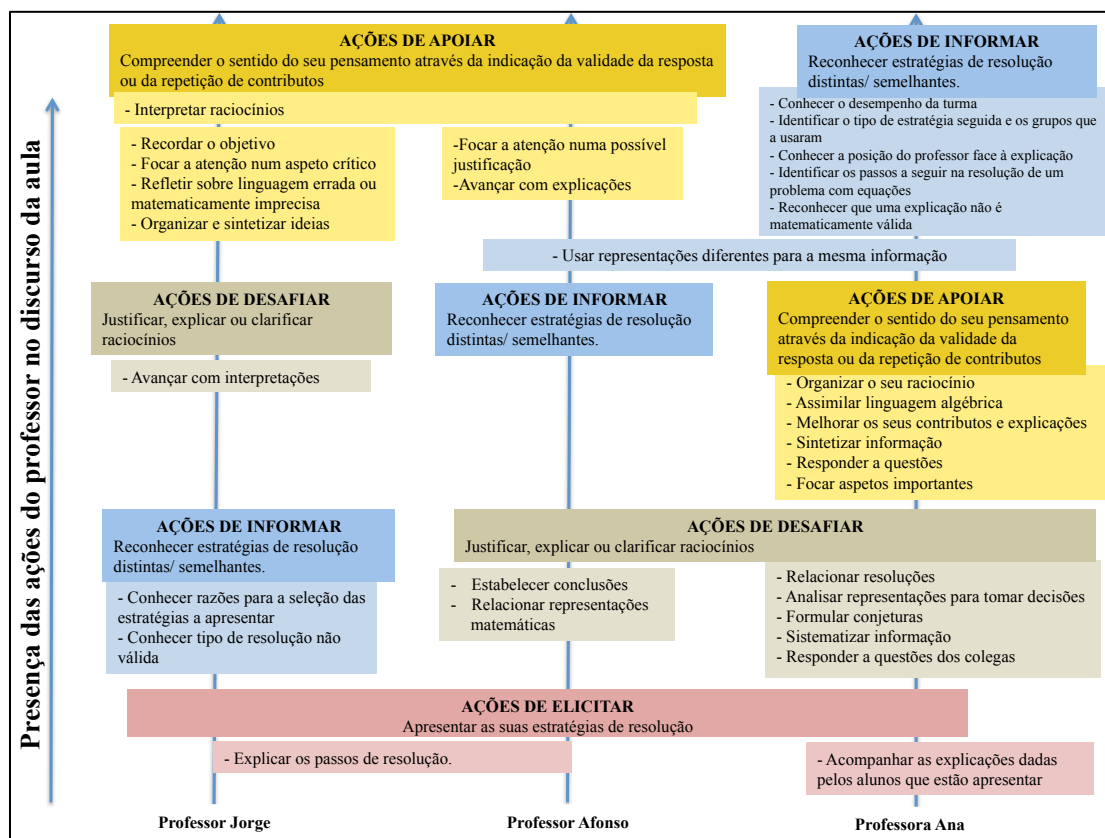 Presença das ações do professor no discurso da aula
AÇÕES DE APOIAR
Compreender o sentido do seu pensamento através da indicação da validade da resposta
ou da repetição de contributos
- Interpretar raciocínios
- Recordar o objetivo
- Focar a atenção num aspeto crítico
- Refletir sobre linguagem errada ou
matematicamente imprecisa
- Organizar e sintetizar ideias
-Focar a atenção numa possível
justificação
-Avançar com explicações
AÇÕES DE INFORMAR
Reconhecer estratégias de resolução
distintas/ semelhantes.
- Conhecer o desempenho da turma
- Identificar o tipo de estratégia seguida e os grupos que
a usaram
- Conhecer a posição do professor face à explicação
- Identificar os passos a seguir na resolução de um
problema com equações
- Reconhecer que uma explicação não é
matematicamente válida
- Usar representações diferentes para a mesma informação
AÇÕES DE DESAFIAR
Justificar, explicar ou clarificar
raciocínios
- Avançar com interpretações
AÇÕES DE INFORMAR
Reconhecer estratégias de resolução
distintas/ semelhantes.
AÇÕES DE APOIAR
Compreender o sentido do seu pensamento
através da indicação da validade da
resposta ou da repetição de contributos
- Organizar o seu raciocínio
- Assimilar linguagem algébrica
- Melhorar os seus contributos e explicações
- Sintetizar informação
- Responder a questões
- Focar aspetos importantes
AÇÕES DE INFORMAR
Reconhecer estratégias de resolução
distintas/ semelhantes.
- Conhecer razões para a seleção das
estratégias a apresentar
- Conhecer tipo de resolução não
válida
AÇÕES DE DESAFIAR
Justificar, explicar ou clarificar raciocínios
- Estabelecer conclusões
- Relacionar representações
matemáticas
- Relacionar resoluções
- Analisar representações para tomar decisões
- Formular conjeturas
- Sistematizar informação
- Responder a questões dos colegas
AÇÕES DE ELICITAR
Apresentar as suas estratégias de resolução
- Explicar os passos de resolução.
- Acompanhar as explicações dadas
pelos alunos que estão apresentar
Professor Jorge
Professor Afonso
Professora Ana